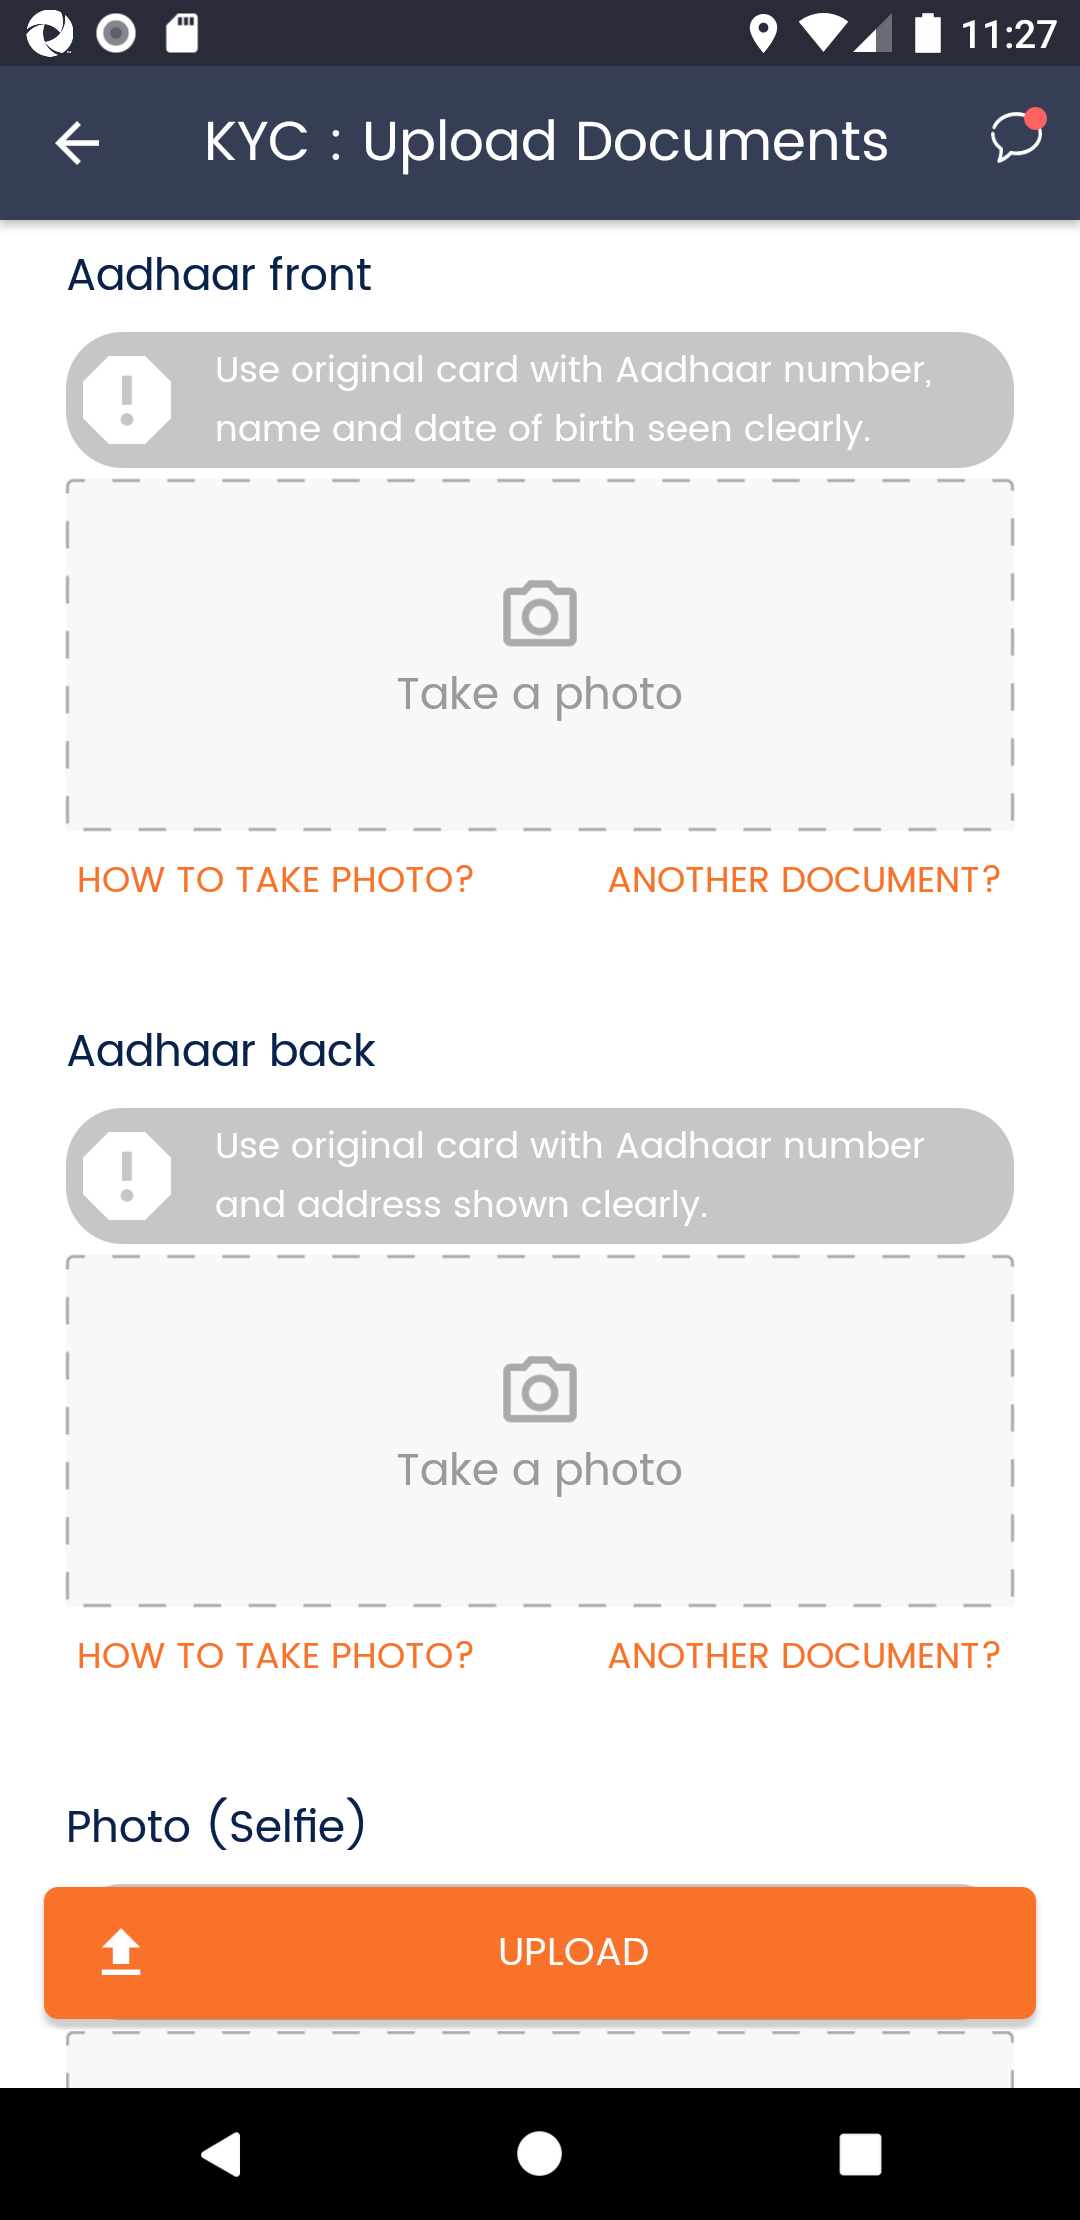 11:27
KYC : Upload Documents
Aadhaar front
Use original card with Aadhaar number,
name and date of birth seen clearly.
Take a photo
HOW TO TAKE PHOTO? ANOTHER DOCUMENT?
Aadhaar back
Use original card with Aadhaar number
and address shown clearly.
Take a photo
HOW TO TAKE PHOTO? ANOTHER DOCUMENT?
Photo (Selfie)
UPLOAD